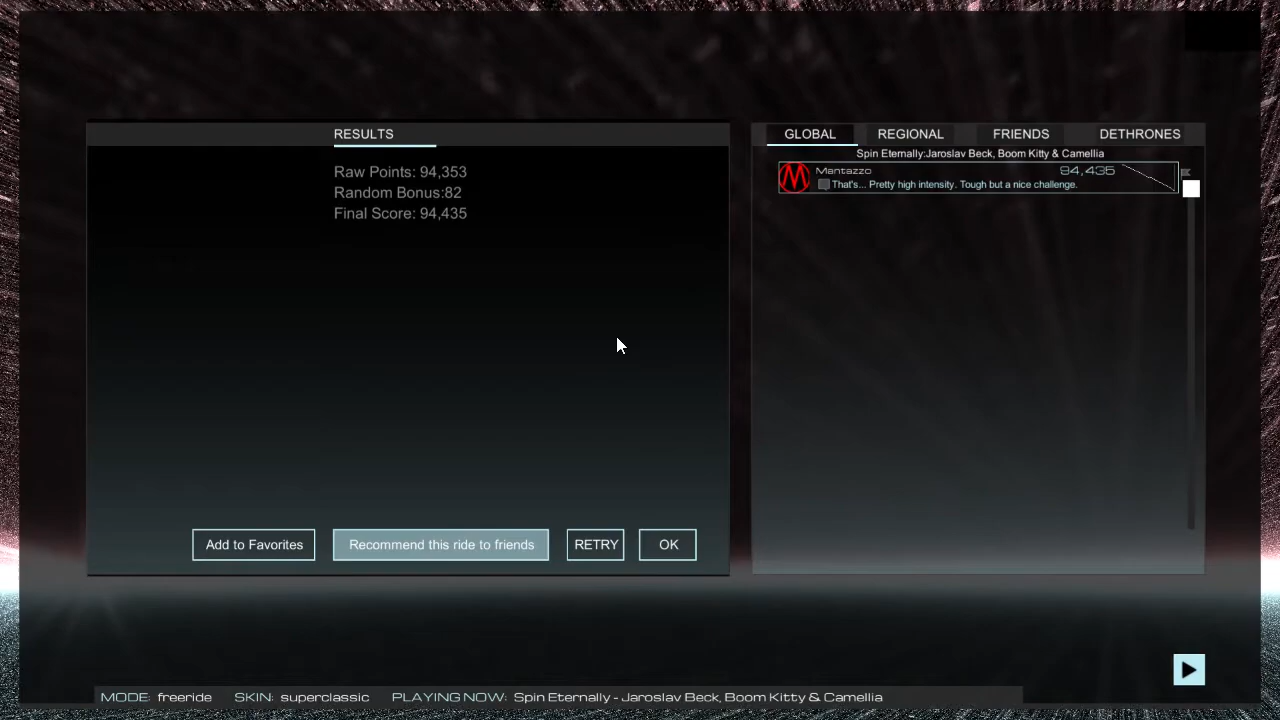 RESULTS
Raw Points: 94,353
Random Bonus:82
Final Score: 94,435
Add to Favorites
Recommend this ride to friends
RETRY
OK
GLOBAL
REGIONAL
FRIENDS
DETHRONES
Spin Eternally:Jaroslav Beck, Boom Kitty & Camellia
M
Mantazzo
94,435
That's... Pretty high intensity. Tough but a nice challenge.
MODE: freeride SKIN: superclassic PLAYING NOW: Spin Eternally - Jaroslav Beck, Boom Kitty & Camellia